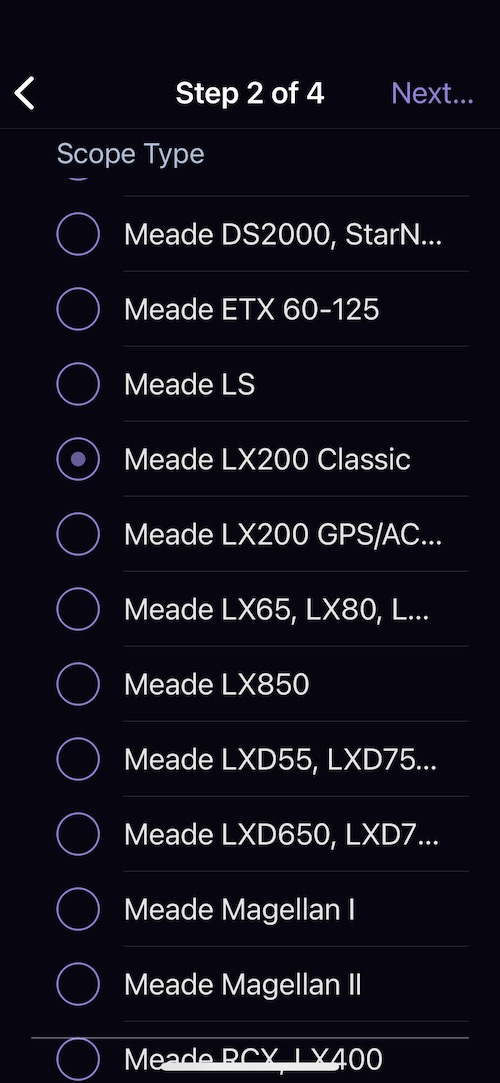 Step 2 of 4
Next...
Scope Type
Meade DS2000, StarN...
Meade ETX 60-125
Meade LS
Meade LX200 Classic
Meade LX200 GPS/AC...
Meade LX65, LX80, L...
Meade LX850
Meade LXD55, LXD75...
Meade LXD650, LXD7...
Meade Magellan I
Meade Magellan II
Meade RCX, LX400